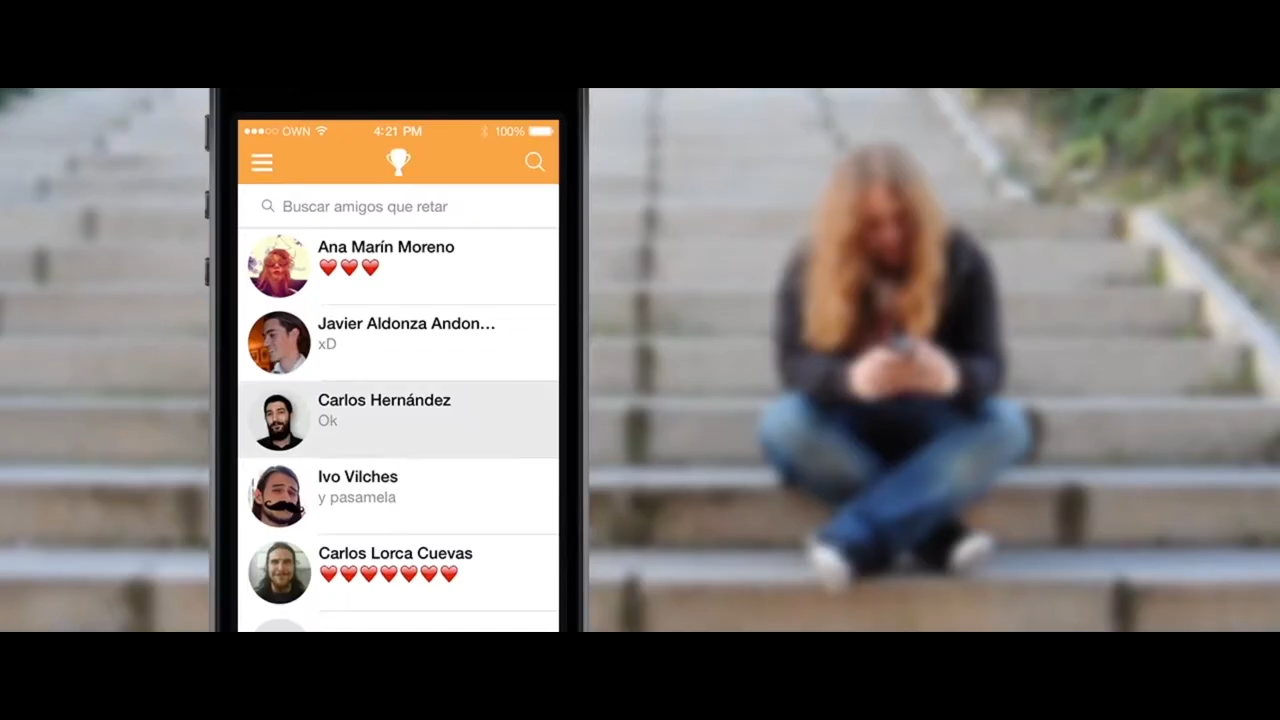 OWN 4:21 PM 100%
Buscar amigos que retar
Ana Marín Moreno
❤️❤️❤️
Javier Aldonza Andon...
xD
Carlos Hernández
Ok
Ivo Vilches
y pasamela
Carlos Lorca Cuevas
❤️❤️❤️❤️❤️❤️❤️